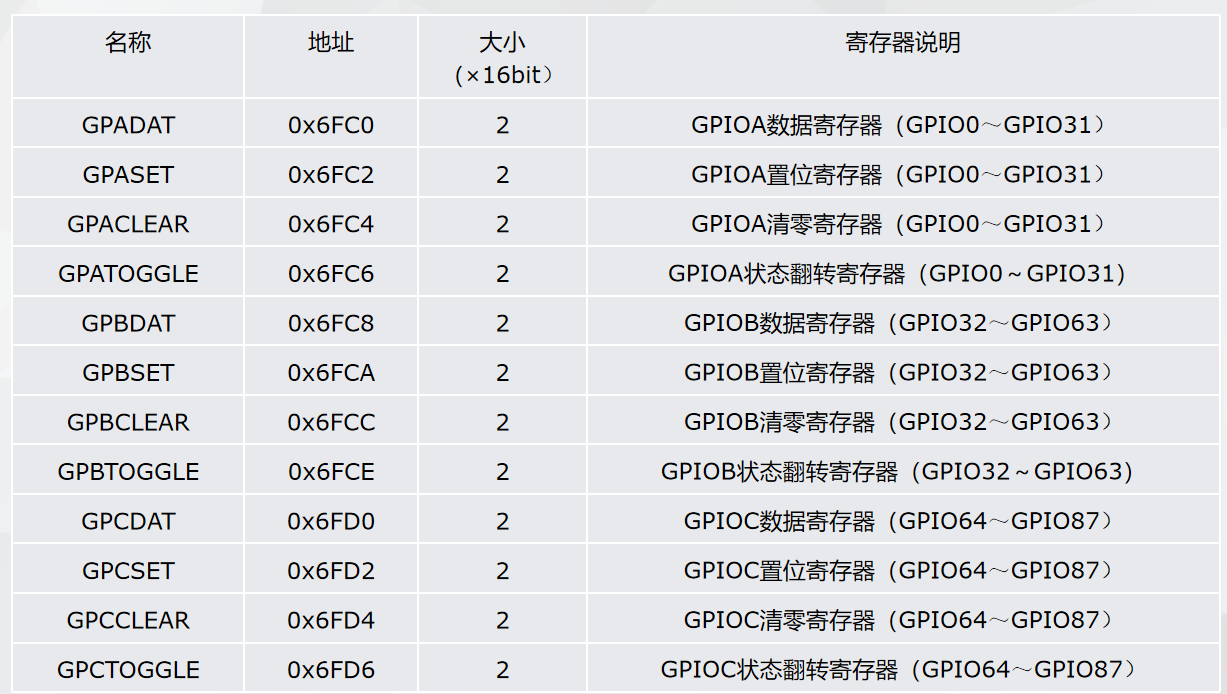 名称 地址 大小 寄存器说明
(×16bit）
GPADAT 0x6FC0 2 GPIOA数据寄存器（GPIO0～GPIO31）
GPASET 0x6FC2 2 GPIOA置位寄存器（GPIO0～GPIO31）
GPACLEAR 0x6FC4 2 GPIOA清零寄存器（GPIO0～GPIO31）
GPATOGGLE 0x6FC6 2 GPIOA状态翻转寄存器（GPIO0～GPIO31)
GPBDAT 0x6FC8 2 GPIOB数据寄存器（GPIO32～GPIO63）
GPBSET 0x6FCA 2 GPIOB置位寄存器（GPIO32～GPIO63）
GPBCLEAR 0x6FCC 2 GPIOB清零寄存器（GPIO32～GPIO63）
GPBTOGGLE 0x6FCE 2 GPIOB状态翻转寄存器（GPIO32～GPIO63)
GPCDAT 0x6FD0 2 GPIOC数据寄存器（GPIO64～GPIO87）
GPCSET 0x6FD2 2 GPIOC置位寄存器（GPIO64～GPIO87）
GPCCLEAR 0x6FD4 2 GPIOC清零寄存器（GPIO64～GPIO87）
GPCTOGGLE 0x6FD6 2 GPIOC状态翻转寄存器（GPIO64～GPIO87）